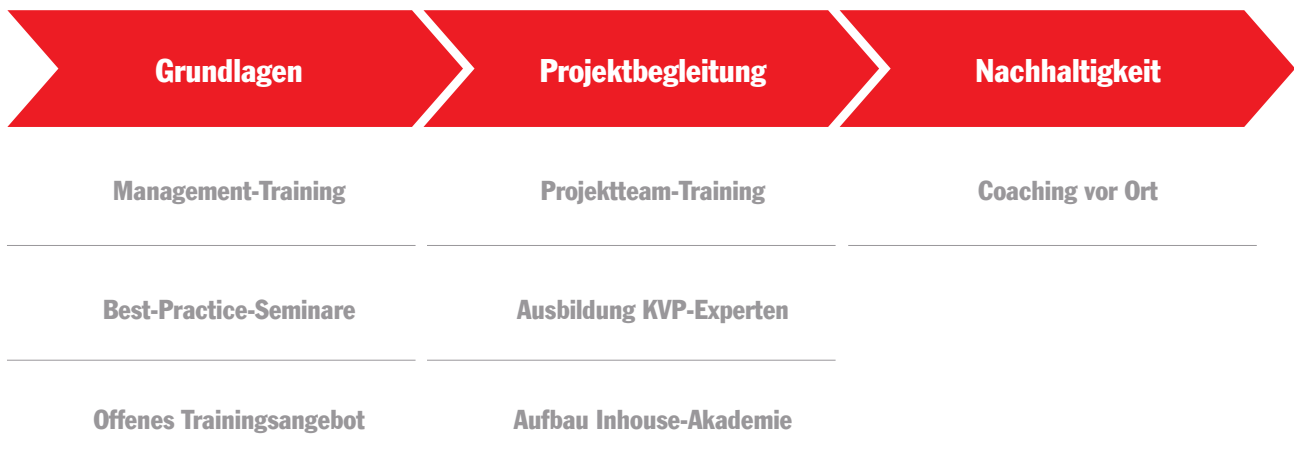 Grundlagen
Projektbegleitung
Nachhaltigkeit
Management-Training
Projektteam-Training
Coaching vor Ort
Best-Practice-Seminare
Ausbildung KVP-Experten
Offenes Trainingsangebot
Aufbau Inhouse-Akademie